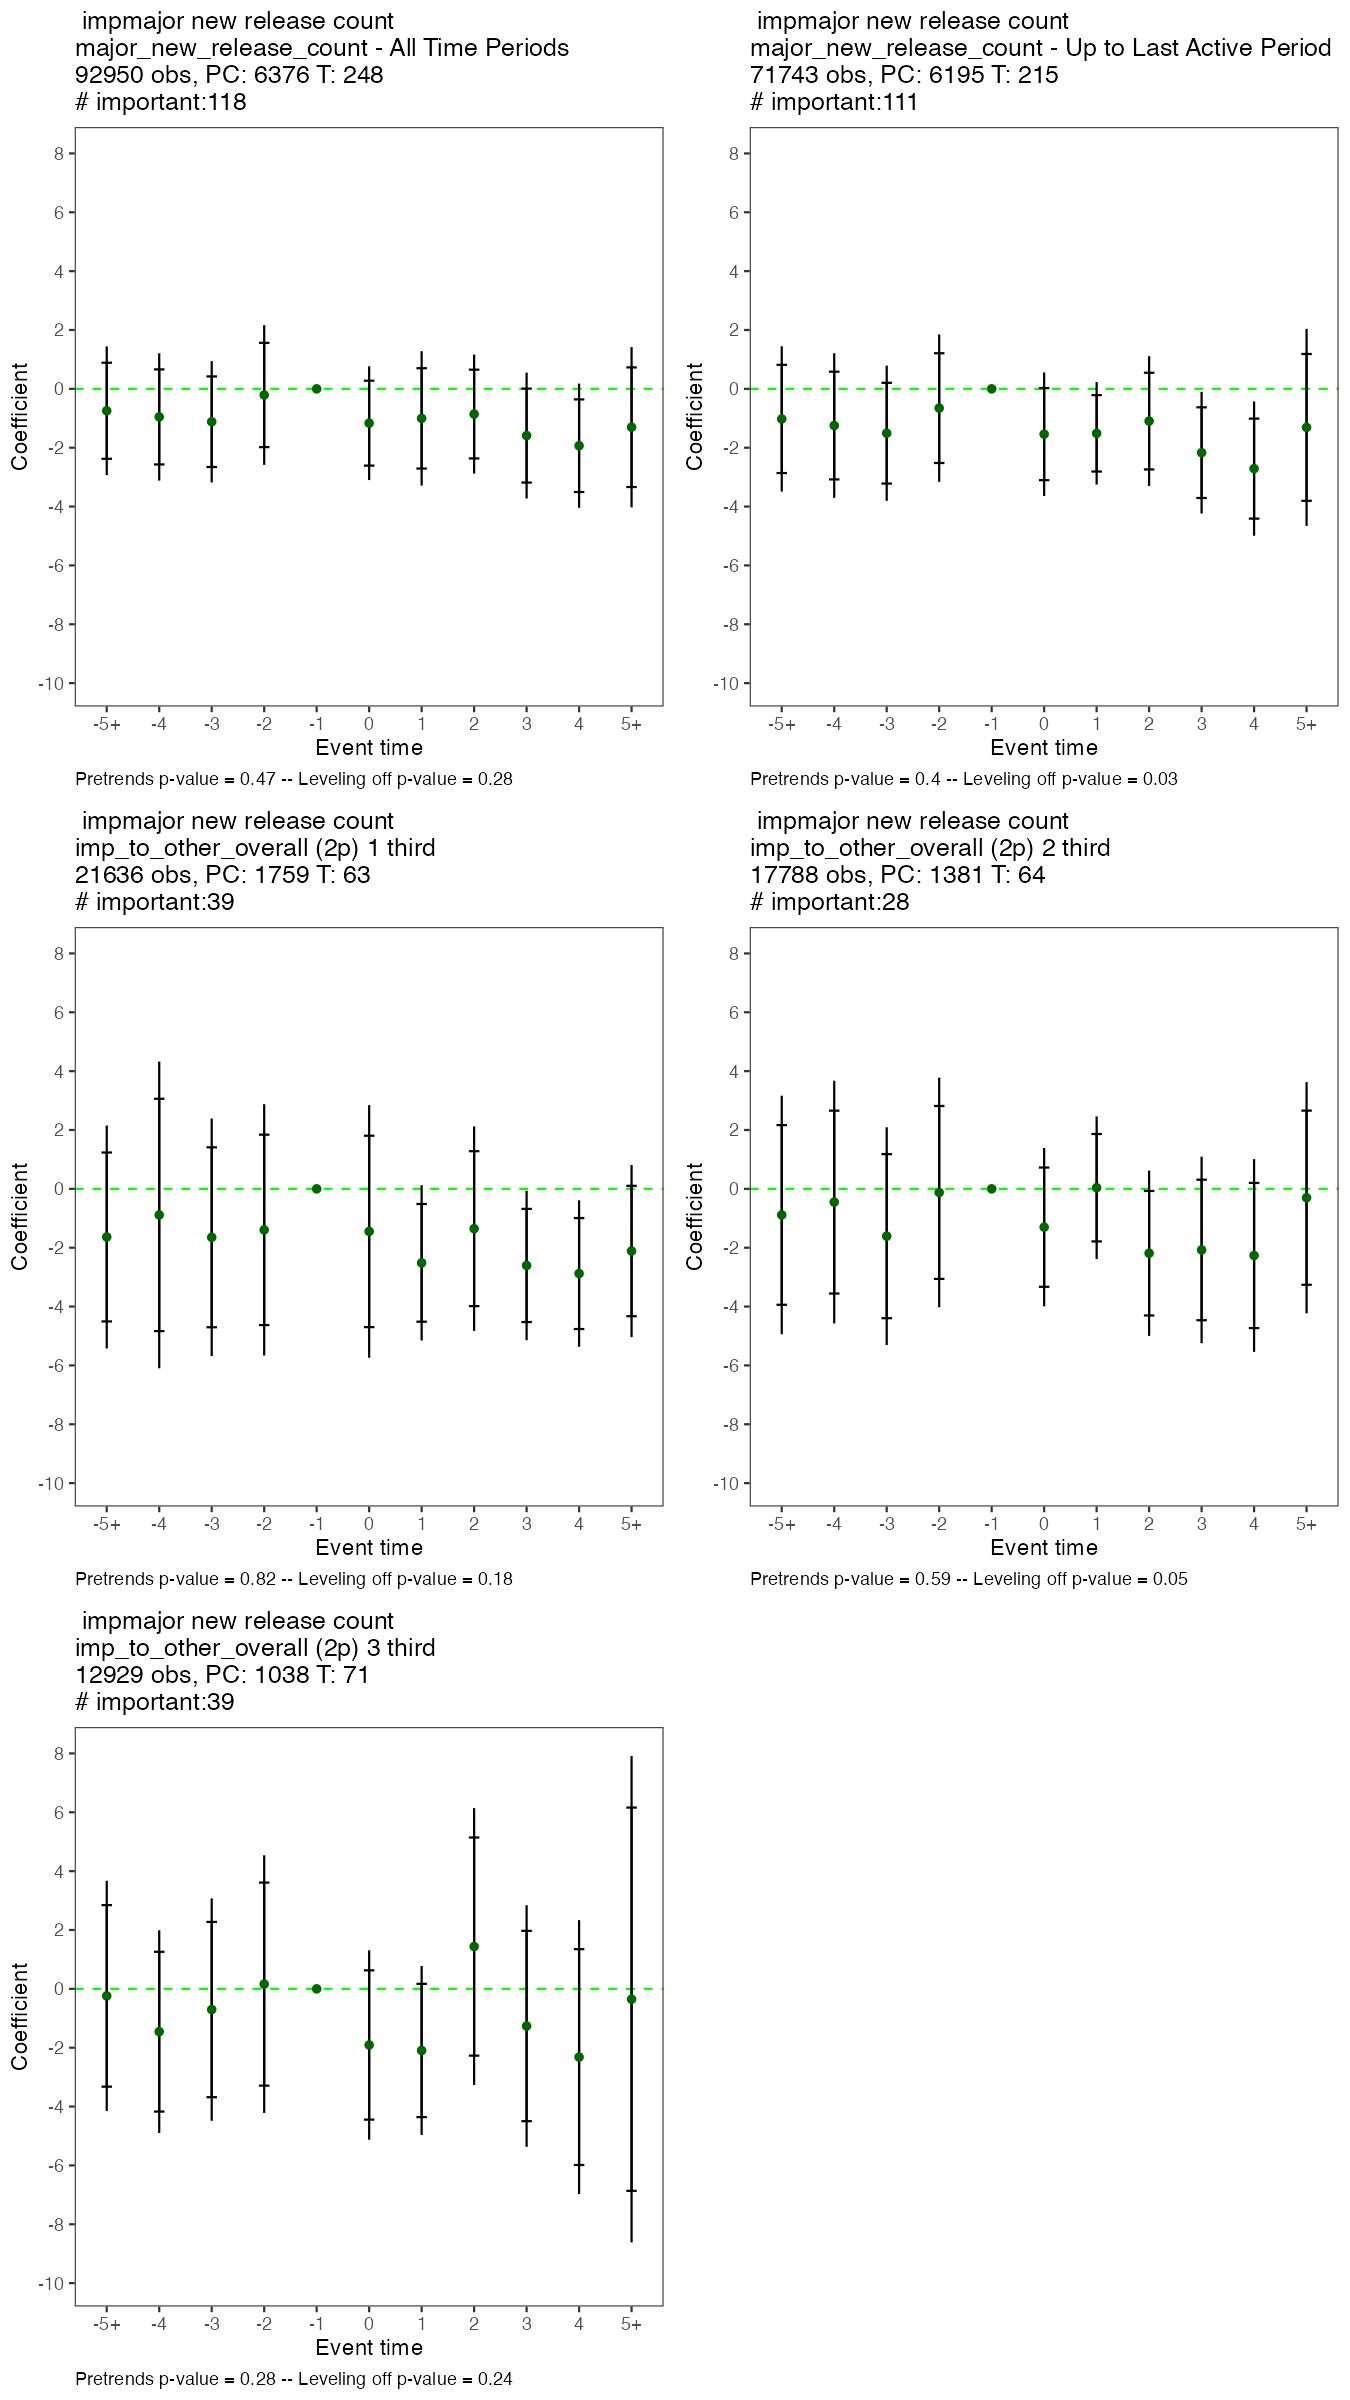 impmajor new release count
major_new_release_count - All Time Periods
92950 obs, PC: 6376 T: 248
# important:118
8
6
4
2
0
-2
-4
-6
-8
-10
Coefficient
-5+ -4 -3 -2 -1 0 1 2 3 4 5+
Event time
Pretrends p-value = 0.47 -- Leveling off p-value = 0.28
impmajor new release count
major_new_release_count - Up to Last Active Period
71743 obs, PC: 6195 T: 215
# important:111
8
6
4
2
0
-2
-4
-6
-8
-10
Coefficient
-5+ -4 -3 -2 -1 0 1 2 3 4 5+
Event time
Pretrends p-value = 0.4 -- Leveling off p-value = 0.03
impmajor new release count
imp_to_other_overall (2p) 1 third
21636 obs, PC: 1759 T: 63
# important:39
8
6
4
2
0
-2
-4
-6
-8
-10
Coefficient
-5+ -4 -3 -2 -1 0 1 2 3 4 5+
Event time
Pretrends p-value = 0.82 -- Leveling off p-value = 0.18
impmajor new release count
imp_to_other_overall (2p) 2 third
17788 obs, PC: 1381 T: 64
# important:28
8
6
4
2
0
-2
-4
-6
-8
-10
Coefficient
-5+ -4 -3 -2 -1 0 1 2 3 4 5+
Event time
Pretrends p-value = 0.59 -- Leveling off p-value = 0.05
impmajor new release count
imp_to_other_overall (2p) 3 third
12929 obs, PC: 1038 T: 71
# important:39
8
6
4
2
0
-2
-4
-6
-8
-10
Coefficient
-5+ -4 -3 -2 -1 0 1 2 3 4 5+
Event time
Pretrends p-value = 0.28 -- Leveling off p-value = 0.24